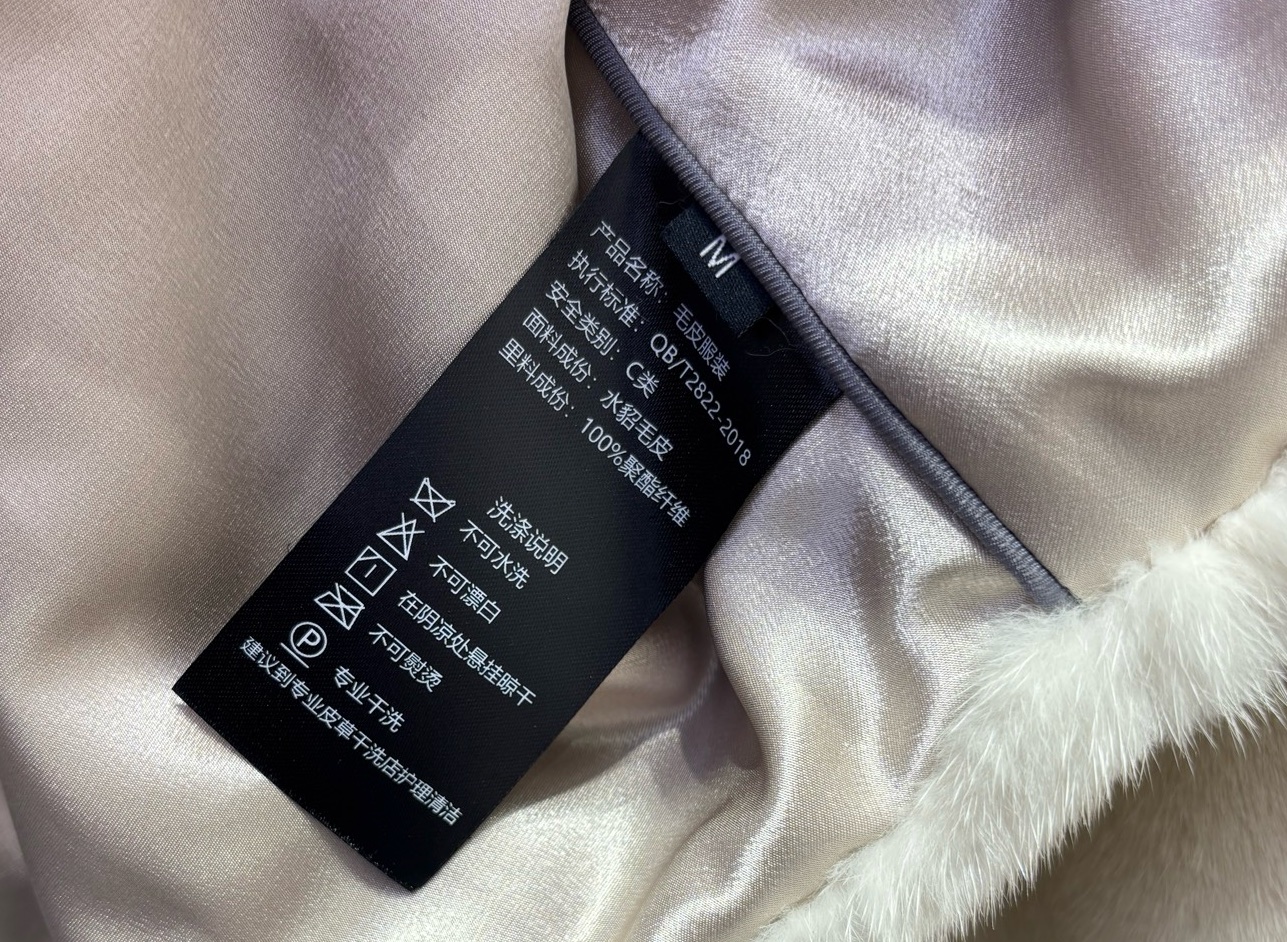 M
产品名称：毛皮服装
执行标准：QB/T2822-2018
安全类别：C类
面料成份：水貂毛皮
里料成份：100%聚酯纤维
洗涤说明
不可水洗
不可漂白
在阴凉处悬挂晾干
不可熨烫
P 专业干洗
建议到专业皮草干洗店护理清洁